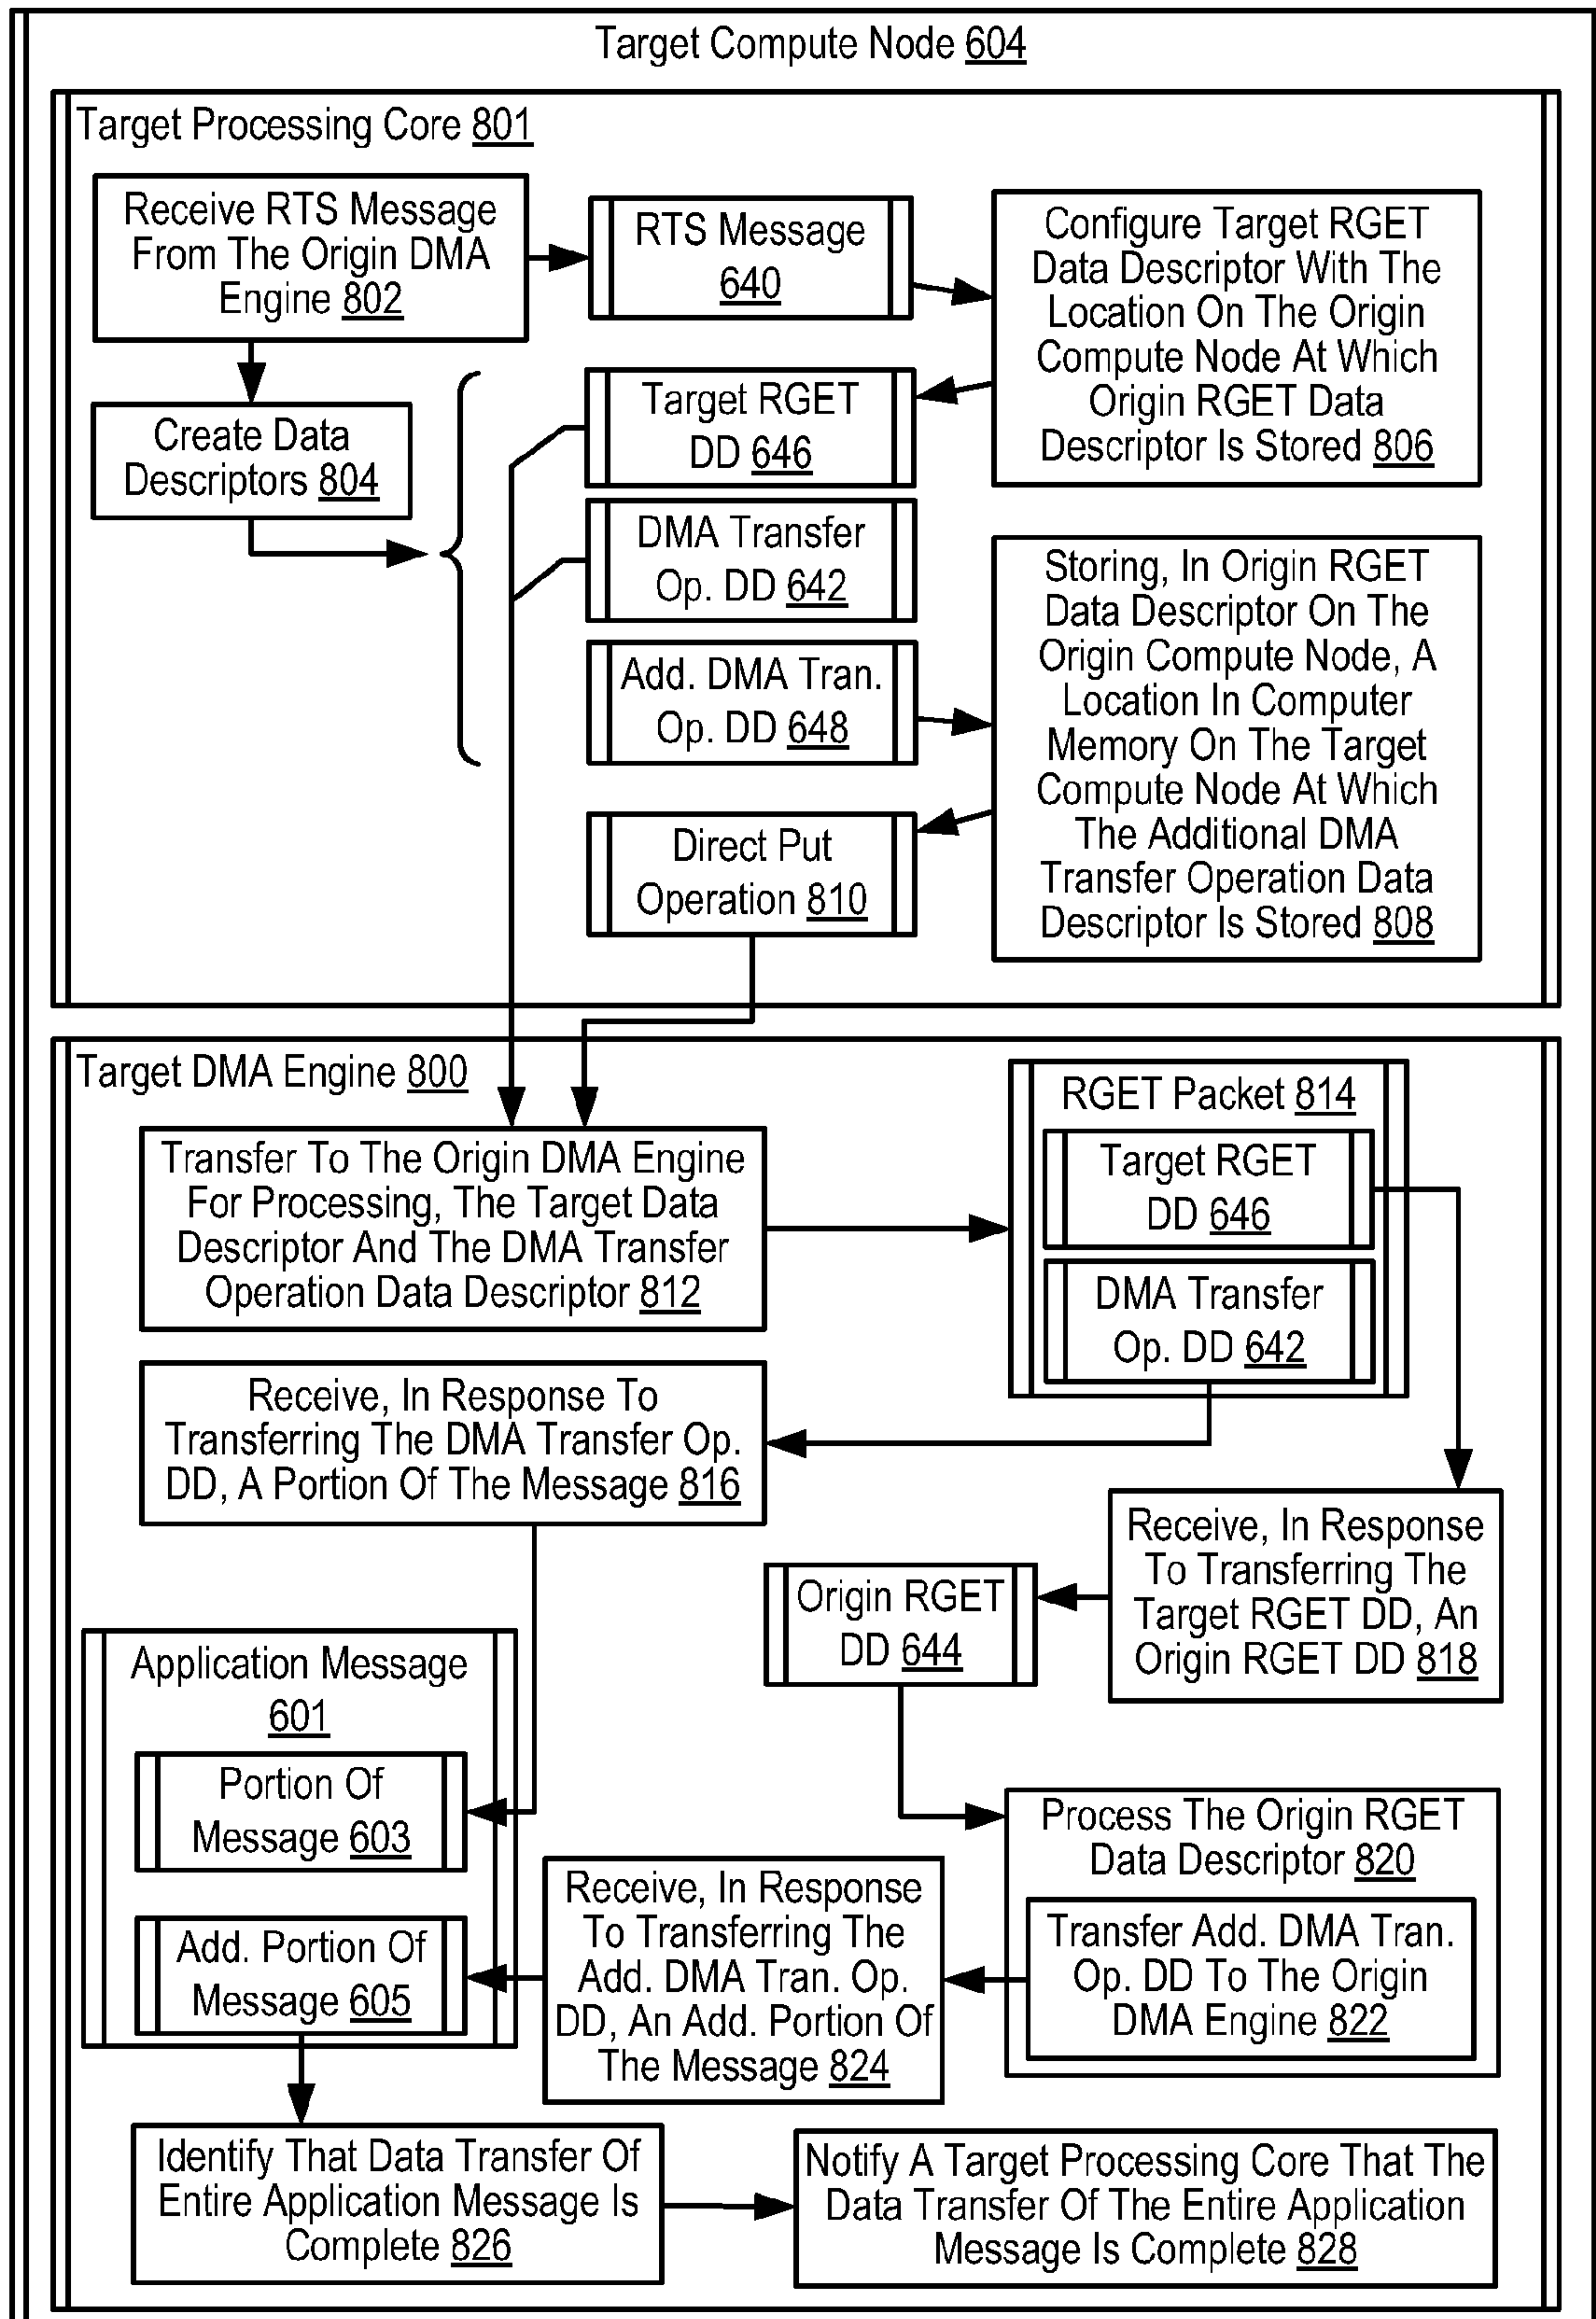 Target Compute Node 604
Target Processing Core 801
Receive RTS Message
From The Origin DMA
Engine 802
RTS Message
640
Configure Target RGET
Data Descriptor With The
Location On The Origin
Compute Node At Which
Origin RGET Data
Descriptor Is Stored 806
Create Data
Descriptors 804
Target RGET
DD 646
DMA Transfer
Op. DD 642
Add. DMA Tran.
Op. DD 648
Storing, In Origin RGET
Data Descriptor On The
Origin Compute Node, A
Location In Computer
Memory On The Target
Compute Node At Which
The Additional DMA
Transfer Operation Data
Descriptor Is Stored 808
Direct Put
Operation 810
Target DMA Engine 800
Transfer To The Origin DMA Engine
For Processing, The Target Data
Descriptor And The DMA Transfer
Operation Data Descriptor 812
RGET Packet 814
Target RGET
DD 646
DMA Transfer
Op. DD 642
Receive, In Response To
Transferring The DMA Transfer Op.
DD, A Portion Of The Message 816
Receive, In Response
To Transferring The
Target RGET DD, An
Origin RGET DD 818
Origin RGET
DD 644
Application Message
601
Portion Of
Message 603
Add. Portion Of
Message 605
Process The Origin RGET
Data Descriptor 820
Transfer Add. DMA Tran.
Op. DD To The Origin
DMA Engine 822
Receive, In Response
To Transferring The
Add. DMA Tran. Op.
DD, An Add. Portion Of
The Message 824
Identify That Data Transfer Of
Entire Application Message Is
Complete 826
Notify A Target Processing Core That The
Data Transfer Of The Entire Application
Message Is Complete 828